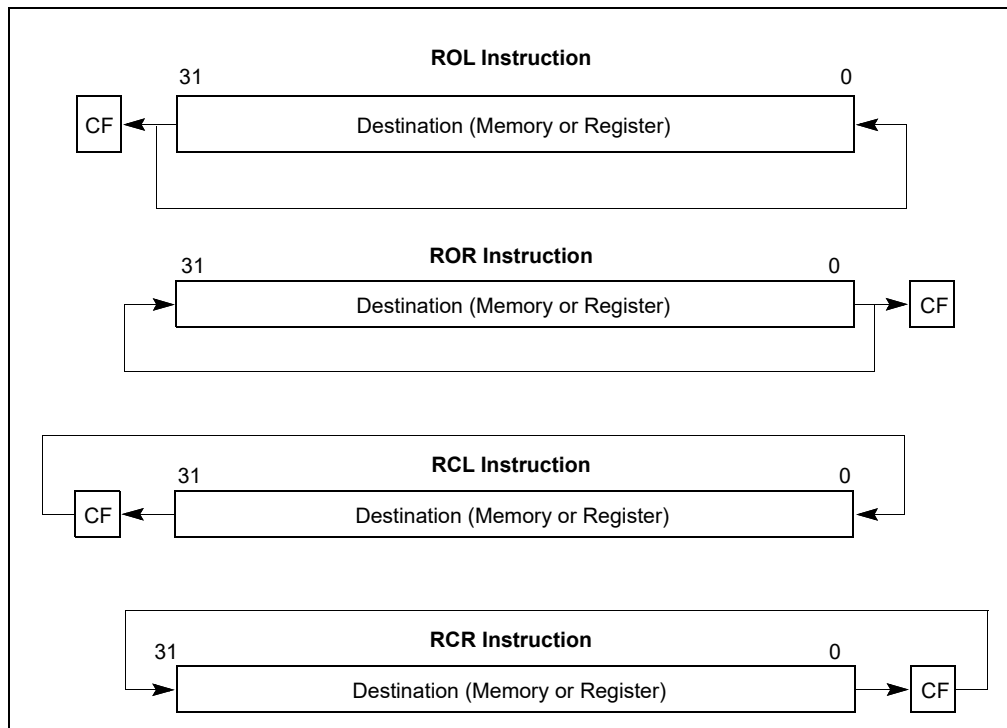 ROL Instruction
31 0
CF Destination (Memory or Register)
ROR Instruction
31 0
Destination (Memory or Register) CF
RCL Instruction
31 0
CF Destination (Memory or Register)
RCR Instruction
31 0
Destination (Memory or Register) CF